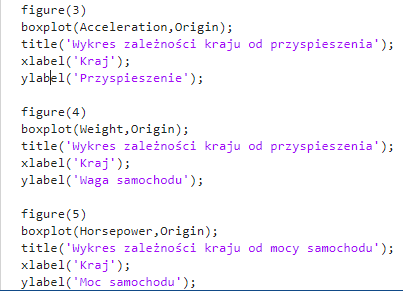 figure(3)
boxplot(Acceleration,Origin);
title('Wykres zależności kraju od przyspieszenia');
xlabel('Kraj');
ylabel('Przyspieszenie');
figure(4)
boxplot(Weight,Origin);
title('Wykres zależności kraju od przyspieszenia');
xlabel('Kraj');
ylabel('Waga samochodu');
figure(5)
boxplot(Horsepower,Origin);
title('Wykres zależności kraju od mocy samochodu');
xlabel('Kraj');
ylabel('Moc samochodu');